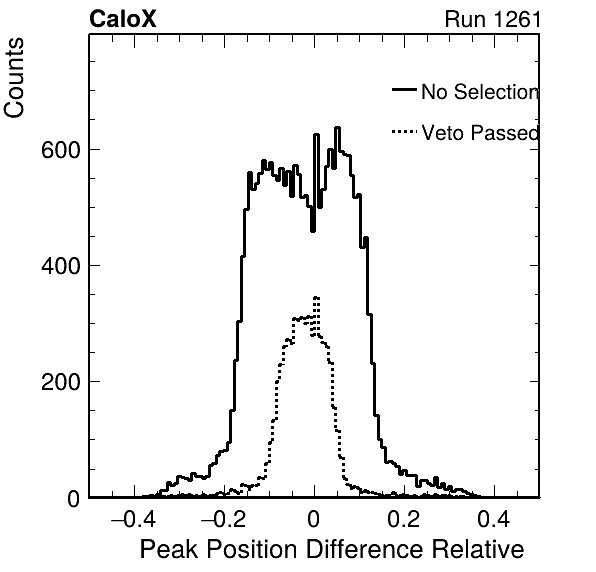 CaloX Run 1261
Counts
No Selection
Veto Passed
600
400
200
0
−0.4 −0.2 0 0.2 0.4
Peak Position Difference Relative